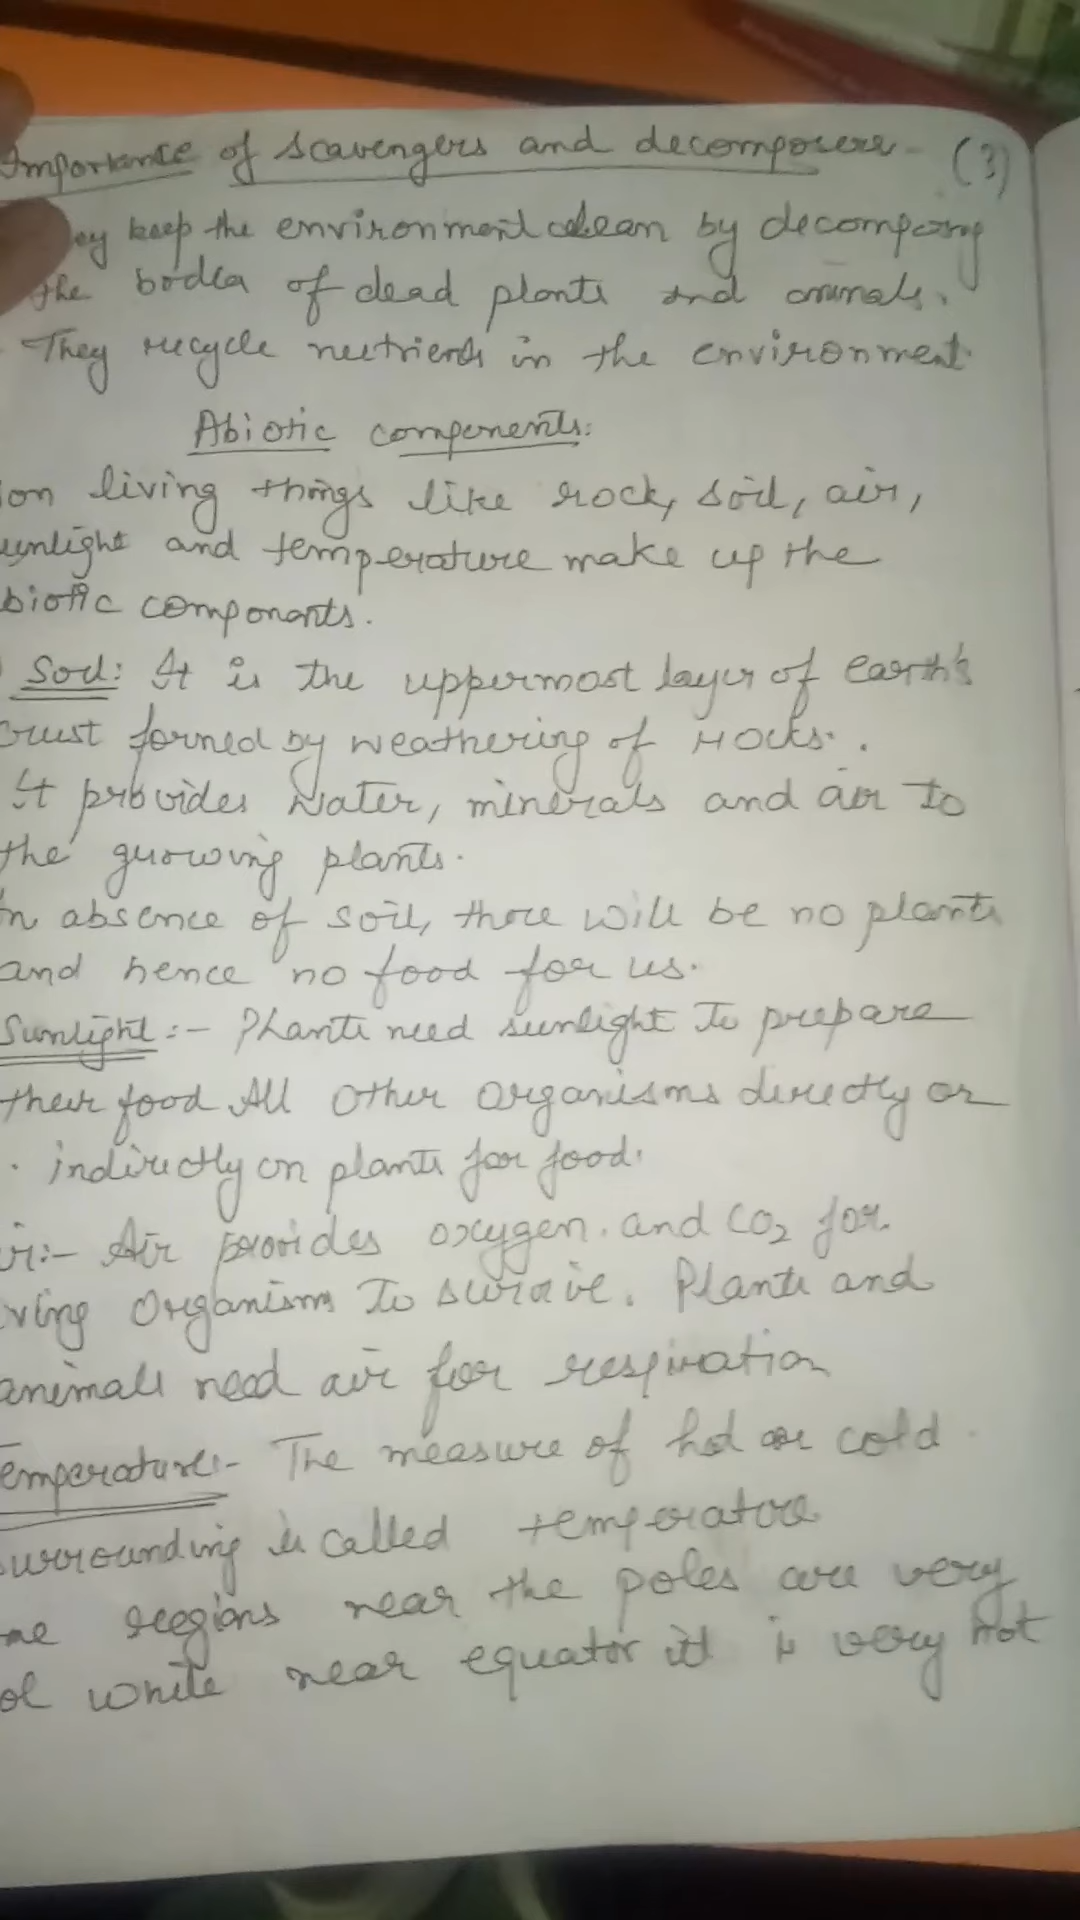 Importance of scavengers and decomposers - (3)
ey keep the environment clean by decomposing
the bodies of dead plants and animals.
They recycle nutrients in the environment.
Abiotic components:
on living things like rock, soil, air,
unlight and temperature make up the
biotic componants.
Soil: It is the uppermost layer of earth's
crust formed by weathering of rocks.
It provides water, minerals and air to
the growing plants.
n absence of soil, there will be no plants
and hence no food for us.
Sunlight :- Plants need sunlight to prepare
their food All other organisms directly or
indirectly on plants for food.
ir:- Air provides oxygen. and CO2 for
ving organisms to survive. Plants and
animals need air for respiration
Temperature:- The measure of hot or cold
surrounding is called temperature
me regions near the poles are very
ol while near equator it is very hot